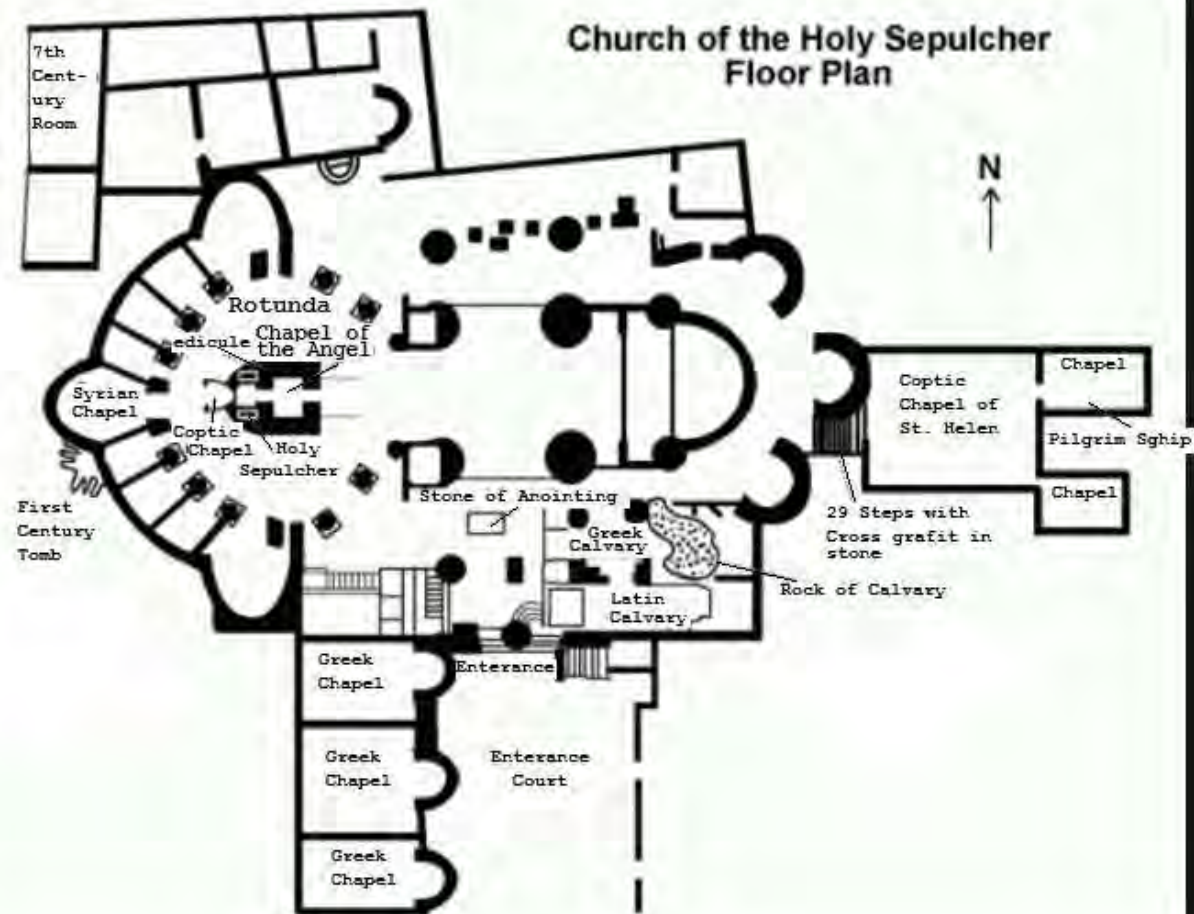 Church of the Holy Sepulcher
Floor Plan
7th
Cent-
ury
Room
N
Rotunda
Chapel of
the Angel
edicule
Syrian
Chapel
Coptic
Chapel
Holy
Sepulcher
First
Century
Tomb
Stone of Anointing
Greek
Calvary
Latin
Calvary
Rock of Calvary
Coptic
Chapel of
St. Helen
Chapel
Pilgrim Sghip
Chapel
29 Steps with
Cross grafit in
stone
Greek
Chapel
Enterance
Greek
Chapel
Enterance
Court
Greek
Chapel